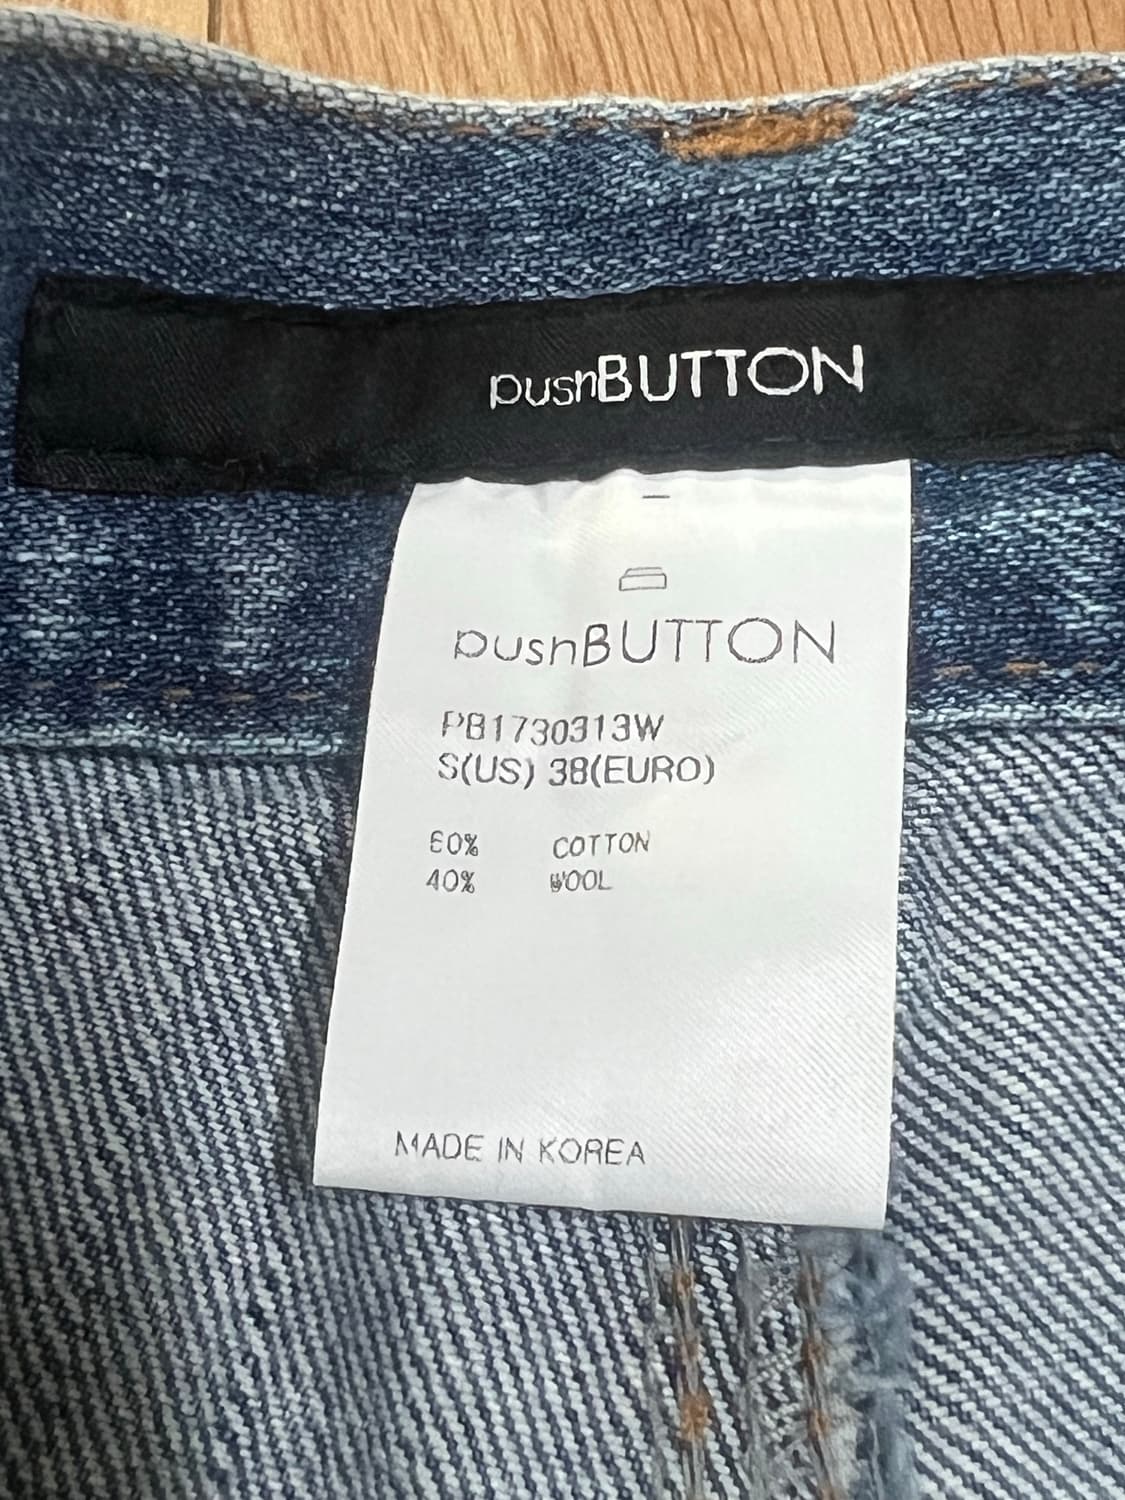 pushBUTTON
pushBUTTON
PB1730313W
S(US) 38(EURO)
60% COTTON
40% WOOL
MADE IN KOREA